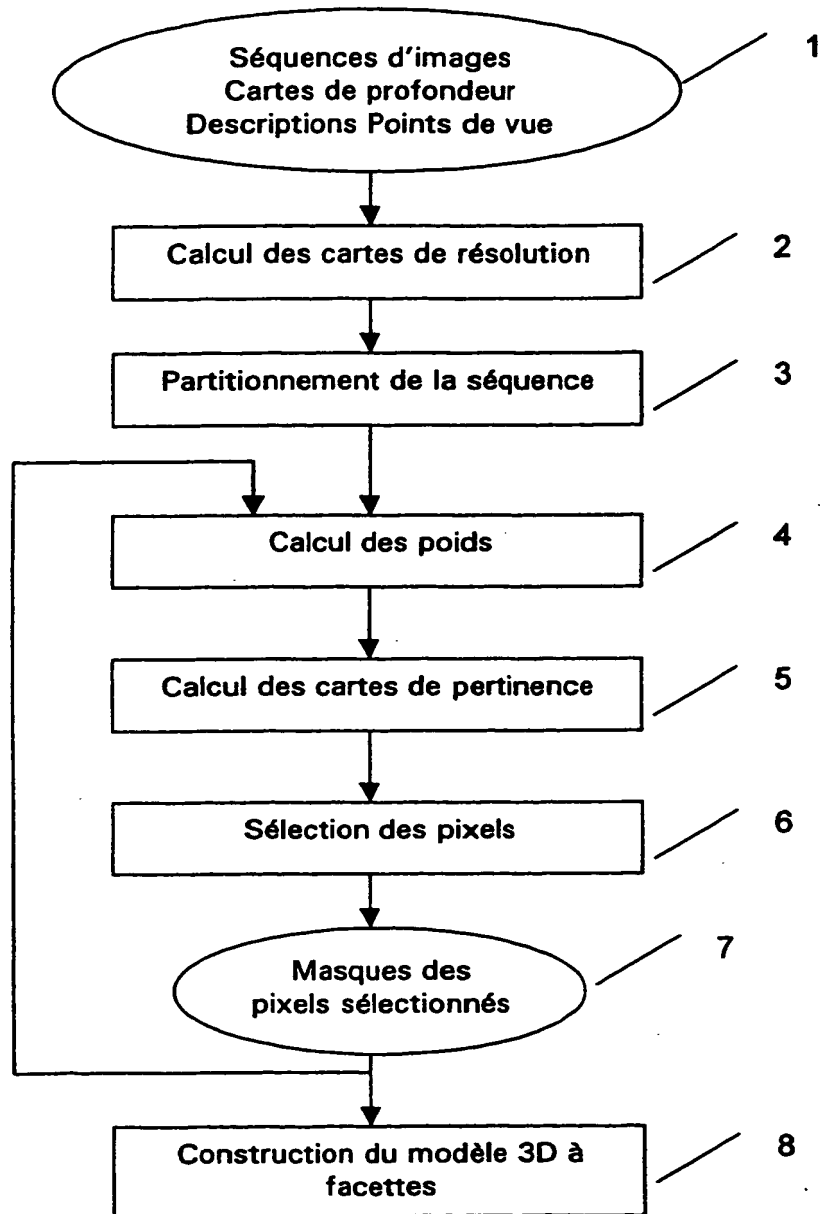 Séquences d'images
Cartes de profondeur
Descriptions Points de vue
1
Calcul des cartes de résolution
2
Partitionnement de la séquence
3
Calcul des poids
4
Calcul des cartes de pertinence
5
Sélection des pixels
6
Masques des
pixels sélectionnés
7
Construction du modèle 3D à
facettes
8